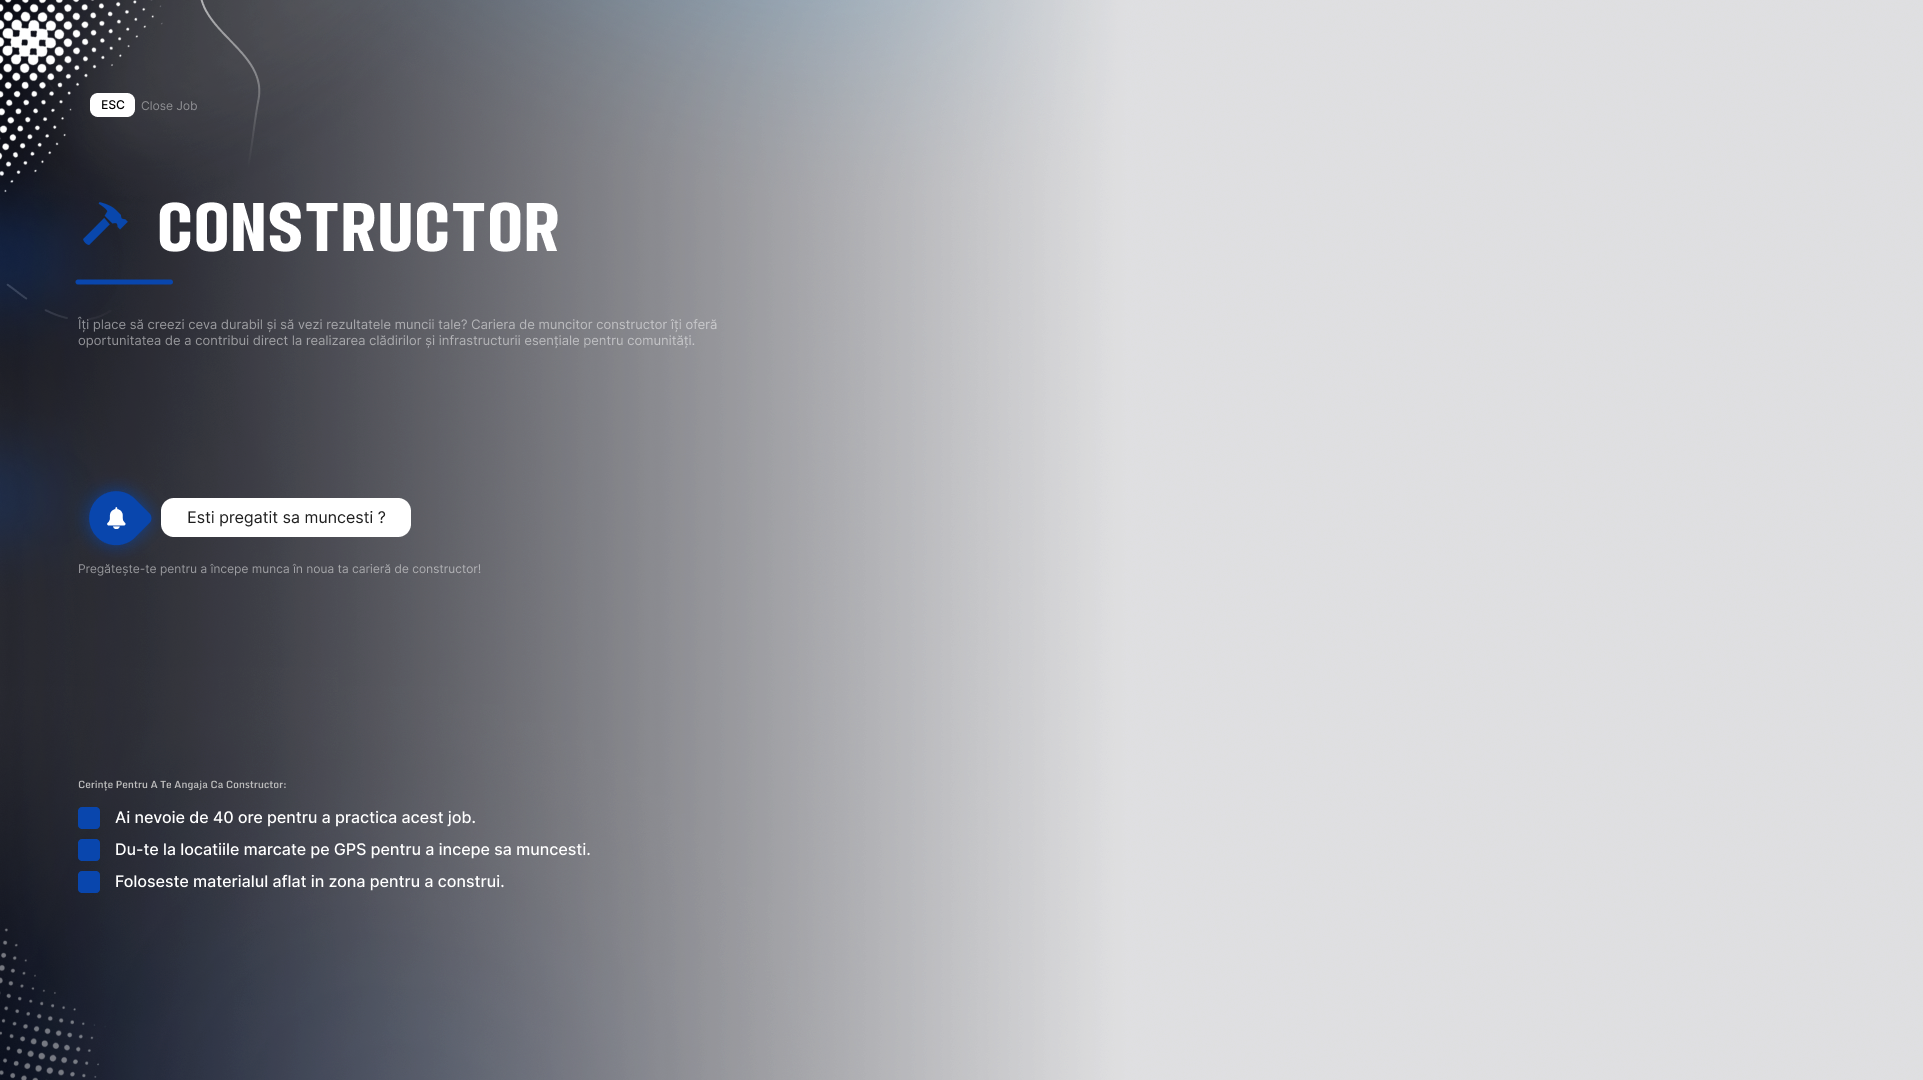 ESC Close Job
CONSTRUCTOR
Îți place să creezi ceva durabil și să vezi rezultatele muncii tale? Cariera de muncitor constructor îți oferă
oportunitatea de a contribui direct la realizarea clădirilor și infrastructurii esențiale pentru comunități.
Esti pregatit sa muncesti ?
Pregătește-te pentru a începe munca în noua ta carieră de constructor!
Cerințe Pentru A Te Angaja Ca Constructor:
Ai nevoie de 40 ore pentru a practica acest job.
Du-te la locatiile marcate pe GPS pentru a incepe sa muncesti.
Foloseste materialul aflat in zona pentru a construi.